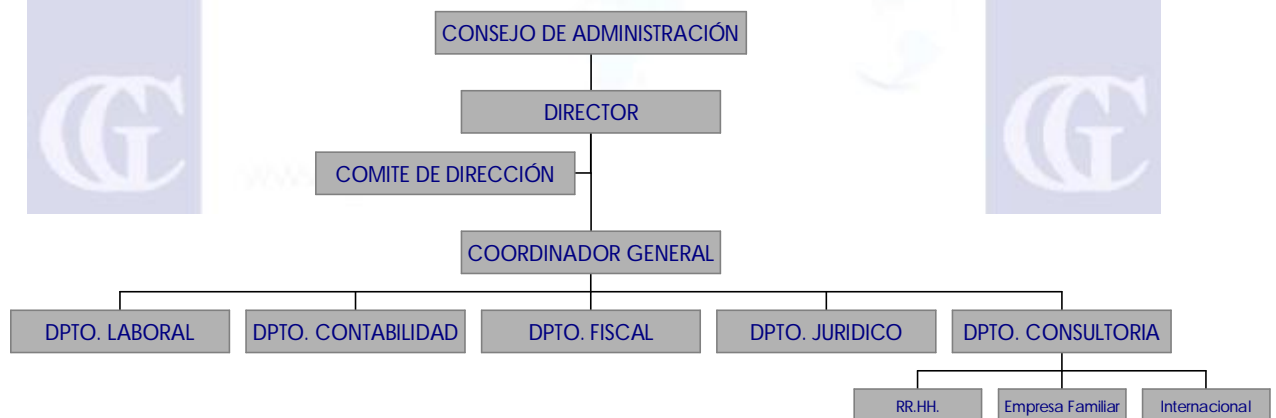 CONSEJO DE ADMINISTRACIÓN
DIRECTOR
COMITE DE DIRECCIÓN
COORDINADOR GENERAL
DPTO. LABORAL
DPTO. CONTABILIDAD
DPTO. FISCAL
DPTO. JURIDICO
DPTO. CONSULTORIA
RR.HH.
Empresa Familiar
Internacional